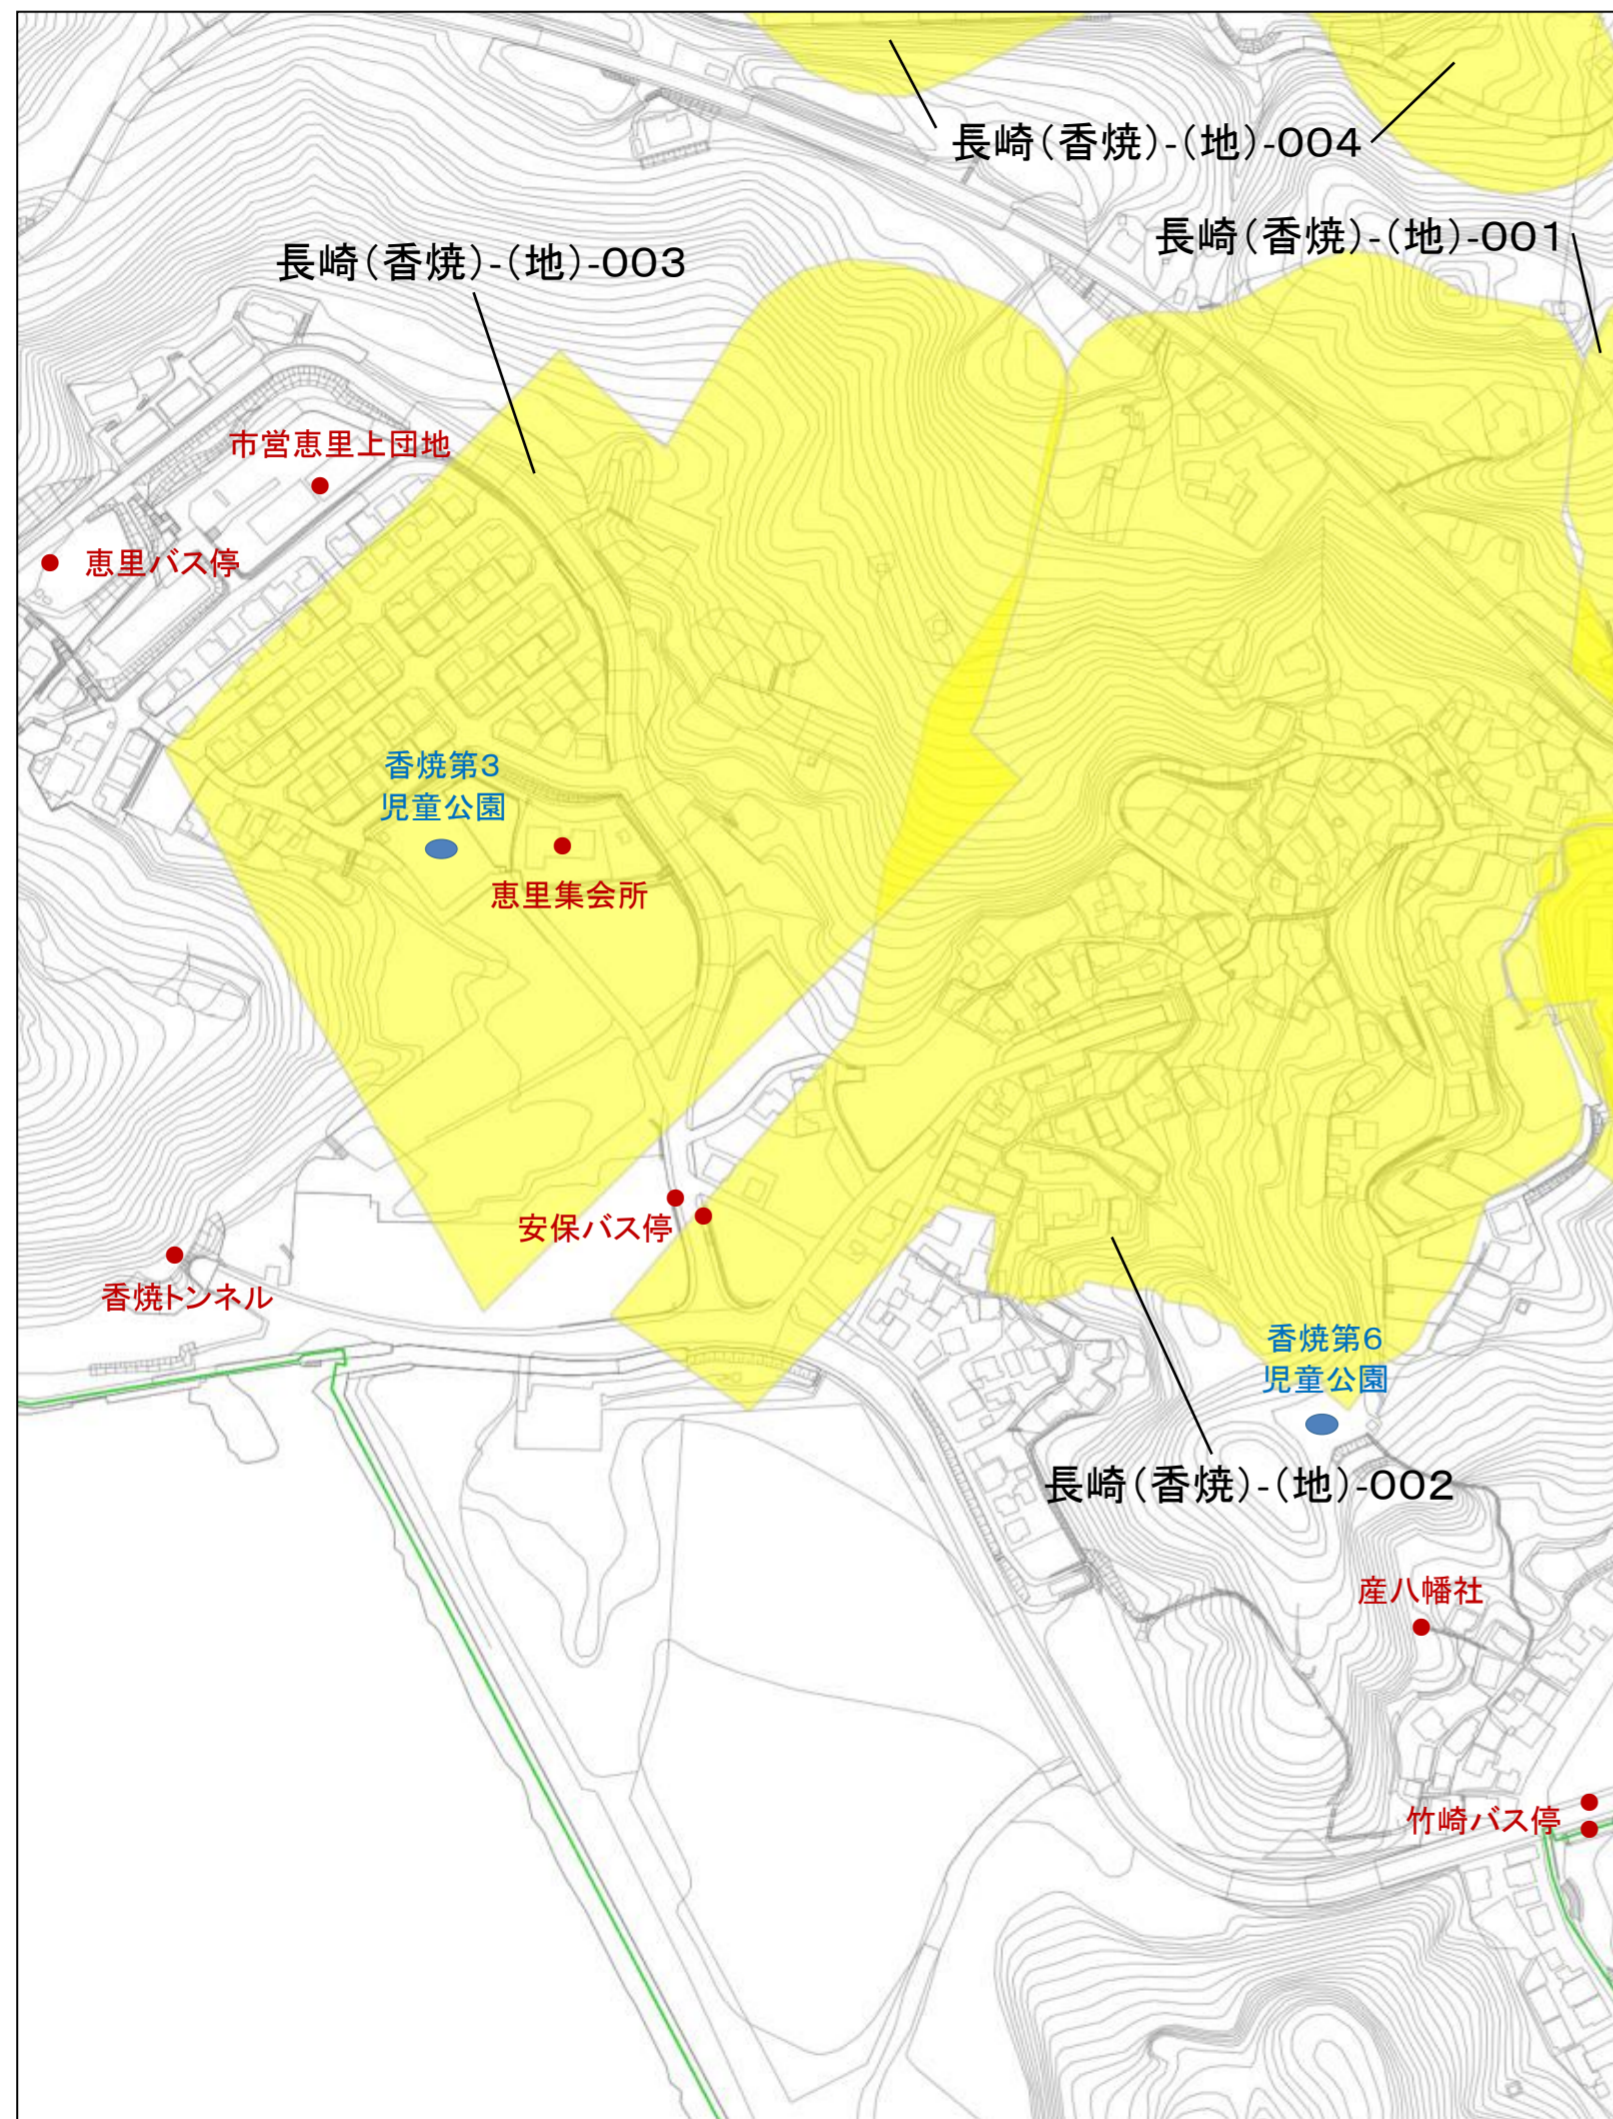 長崎(香焼)-(地)-004
長崎(香焼)-(地)-001
長崎(香焼)-(地)-003
市営恵里上団地
恵里バス停
香焼第3
児童公園
恵里集会所
安保バス停
香焼トンネル
香焼第6
児童公園
長崎(香焼)-(地)-002
産八幡社
竹崎バス停